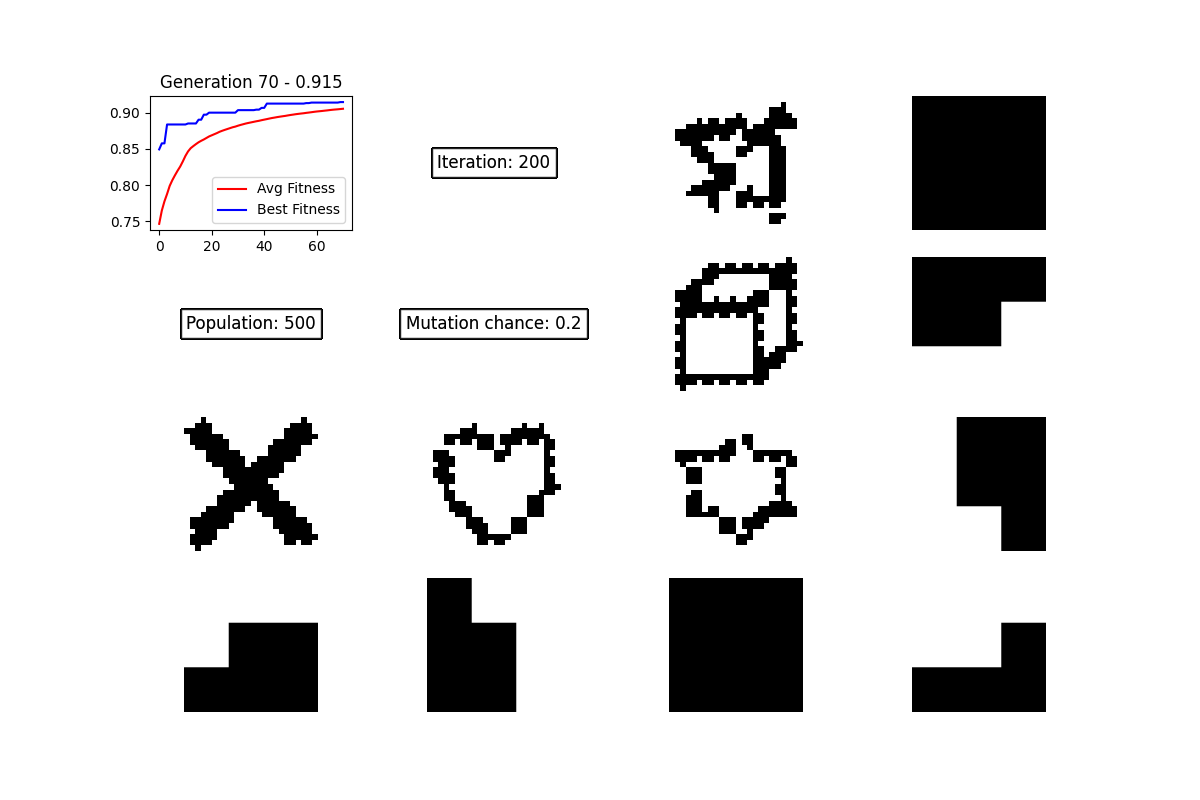 Generation 70 - 0.915
0.90
0.85
0.80
0.75
Avg Fitness
Best Fitness
0
20
40
60
Iteration: 200
Population: 500
Mutation chance: 0.2